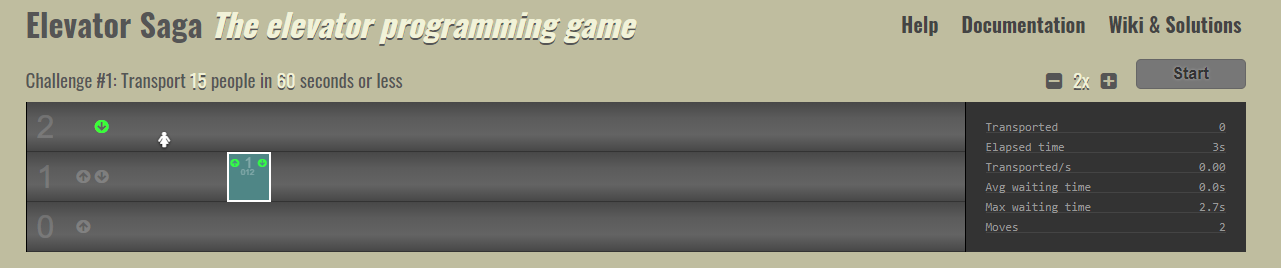 Elevator Saga The elevator programming game
Help Documentation Wiki & Solutions
Challenge #1: Transport 15 people in 60 seconds or less
2x
Start
2
1
1
012
0
Transported 0
Elapsed time 3s
Transported/s 0.00
Avg waiting time 0.0s
Max waiting time 2.7s
Moves 2